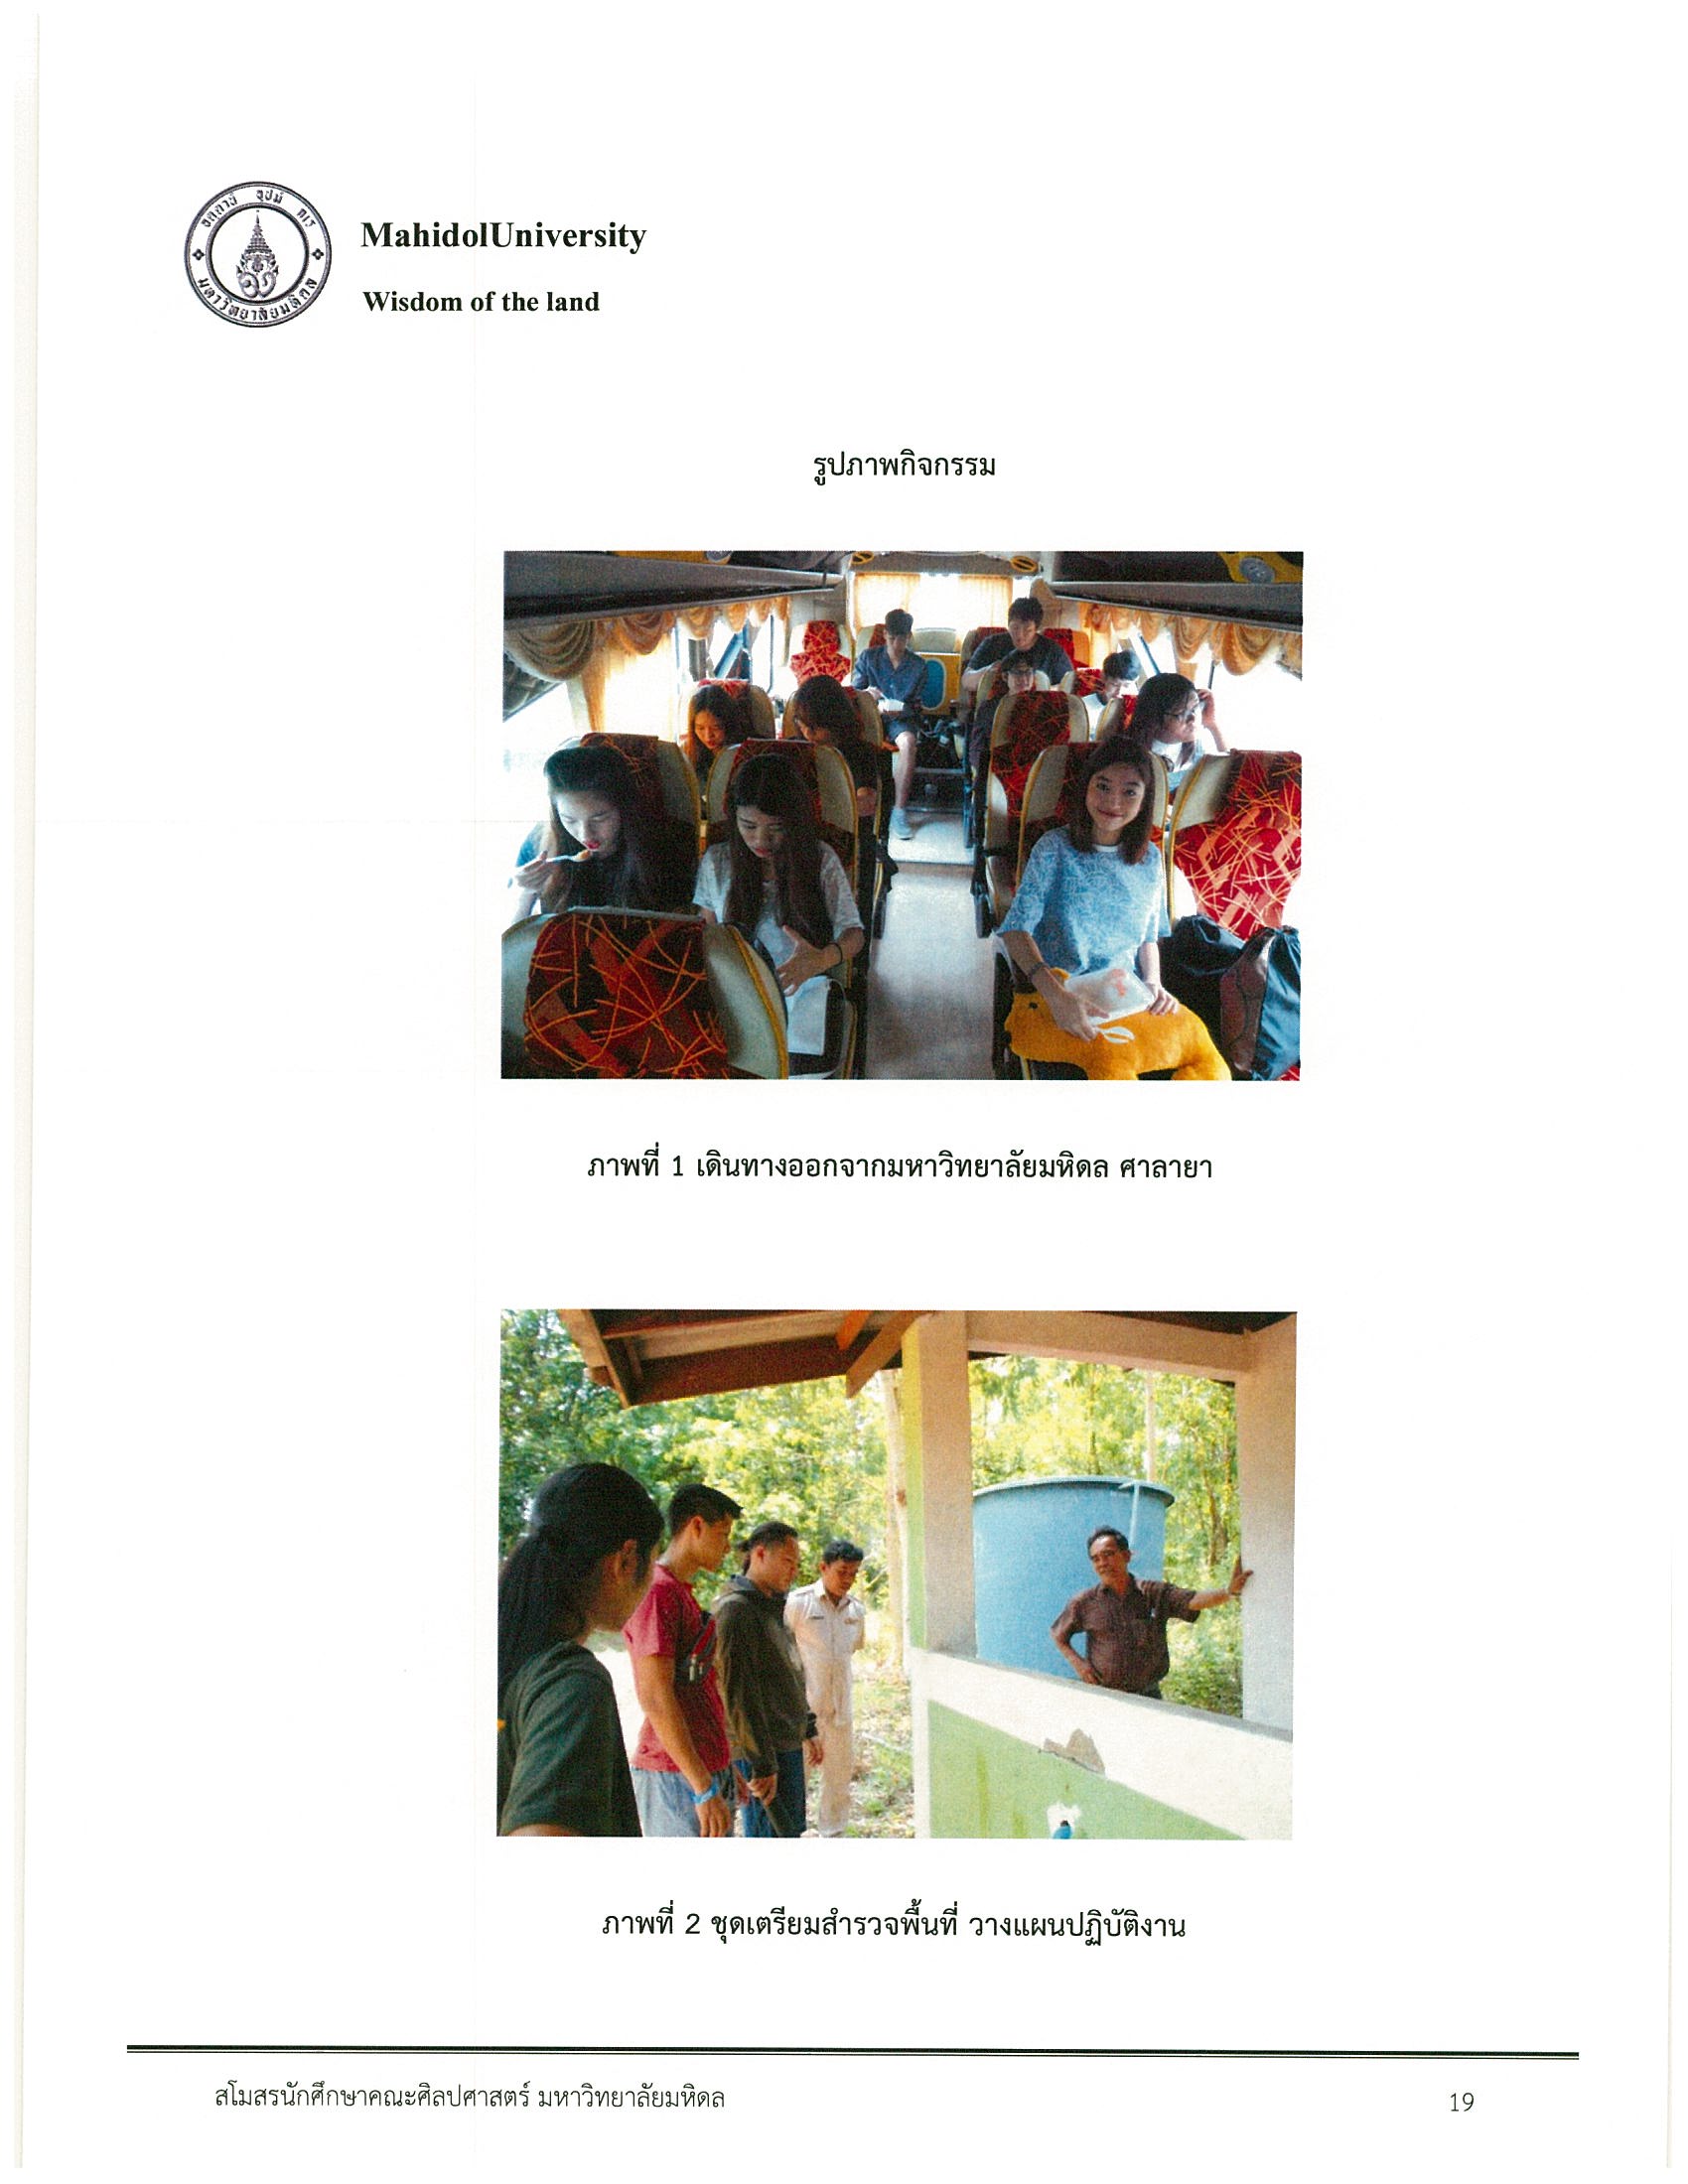 อตฺตานํ อุปมํ กเร
มหาวิทยาลัยมหิดล
MahidolUniversity
Wisdom of the land
รูปภาพกิจกรรม
ภาพที่ 1 เดินทางออกจากมหาวิทยาลัยมหิดล ศาลายา
ภาพที่ 2 ชุดเตรียมสำรวจพื้นที่ วางแผนปฏิบัติงาน
สโมสรนักศึกษาคณะศิลปศาสตร์ มหาวิทยาลัยมหิดล
19